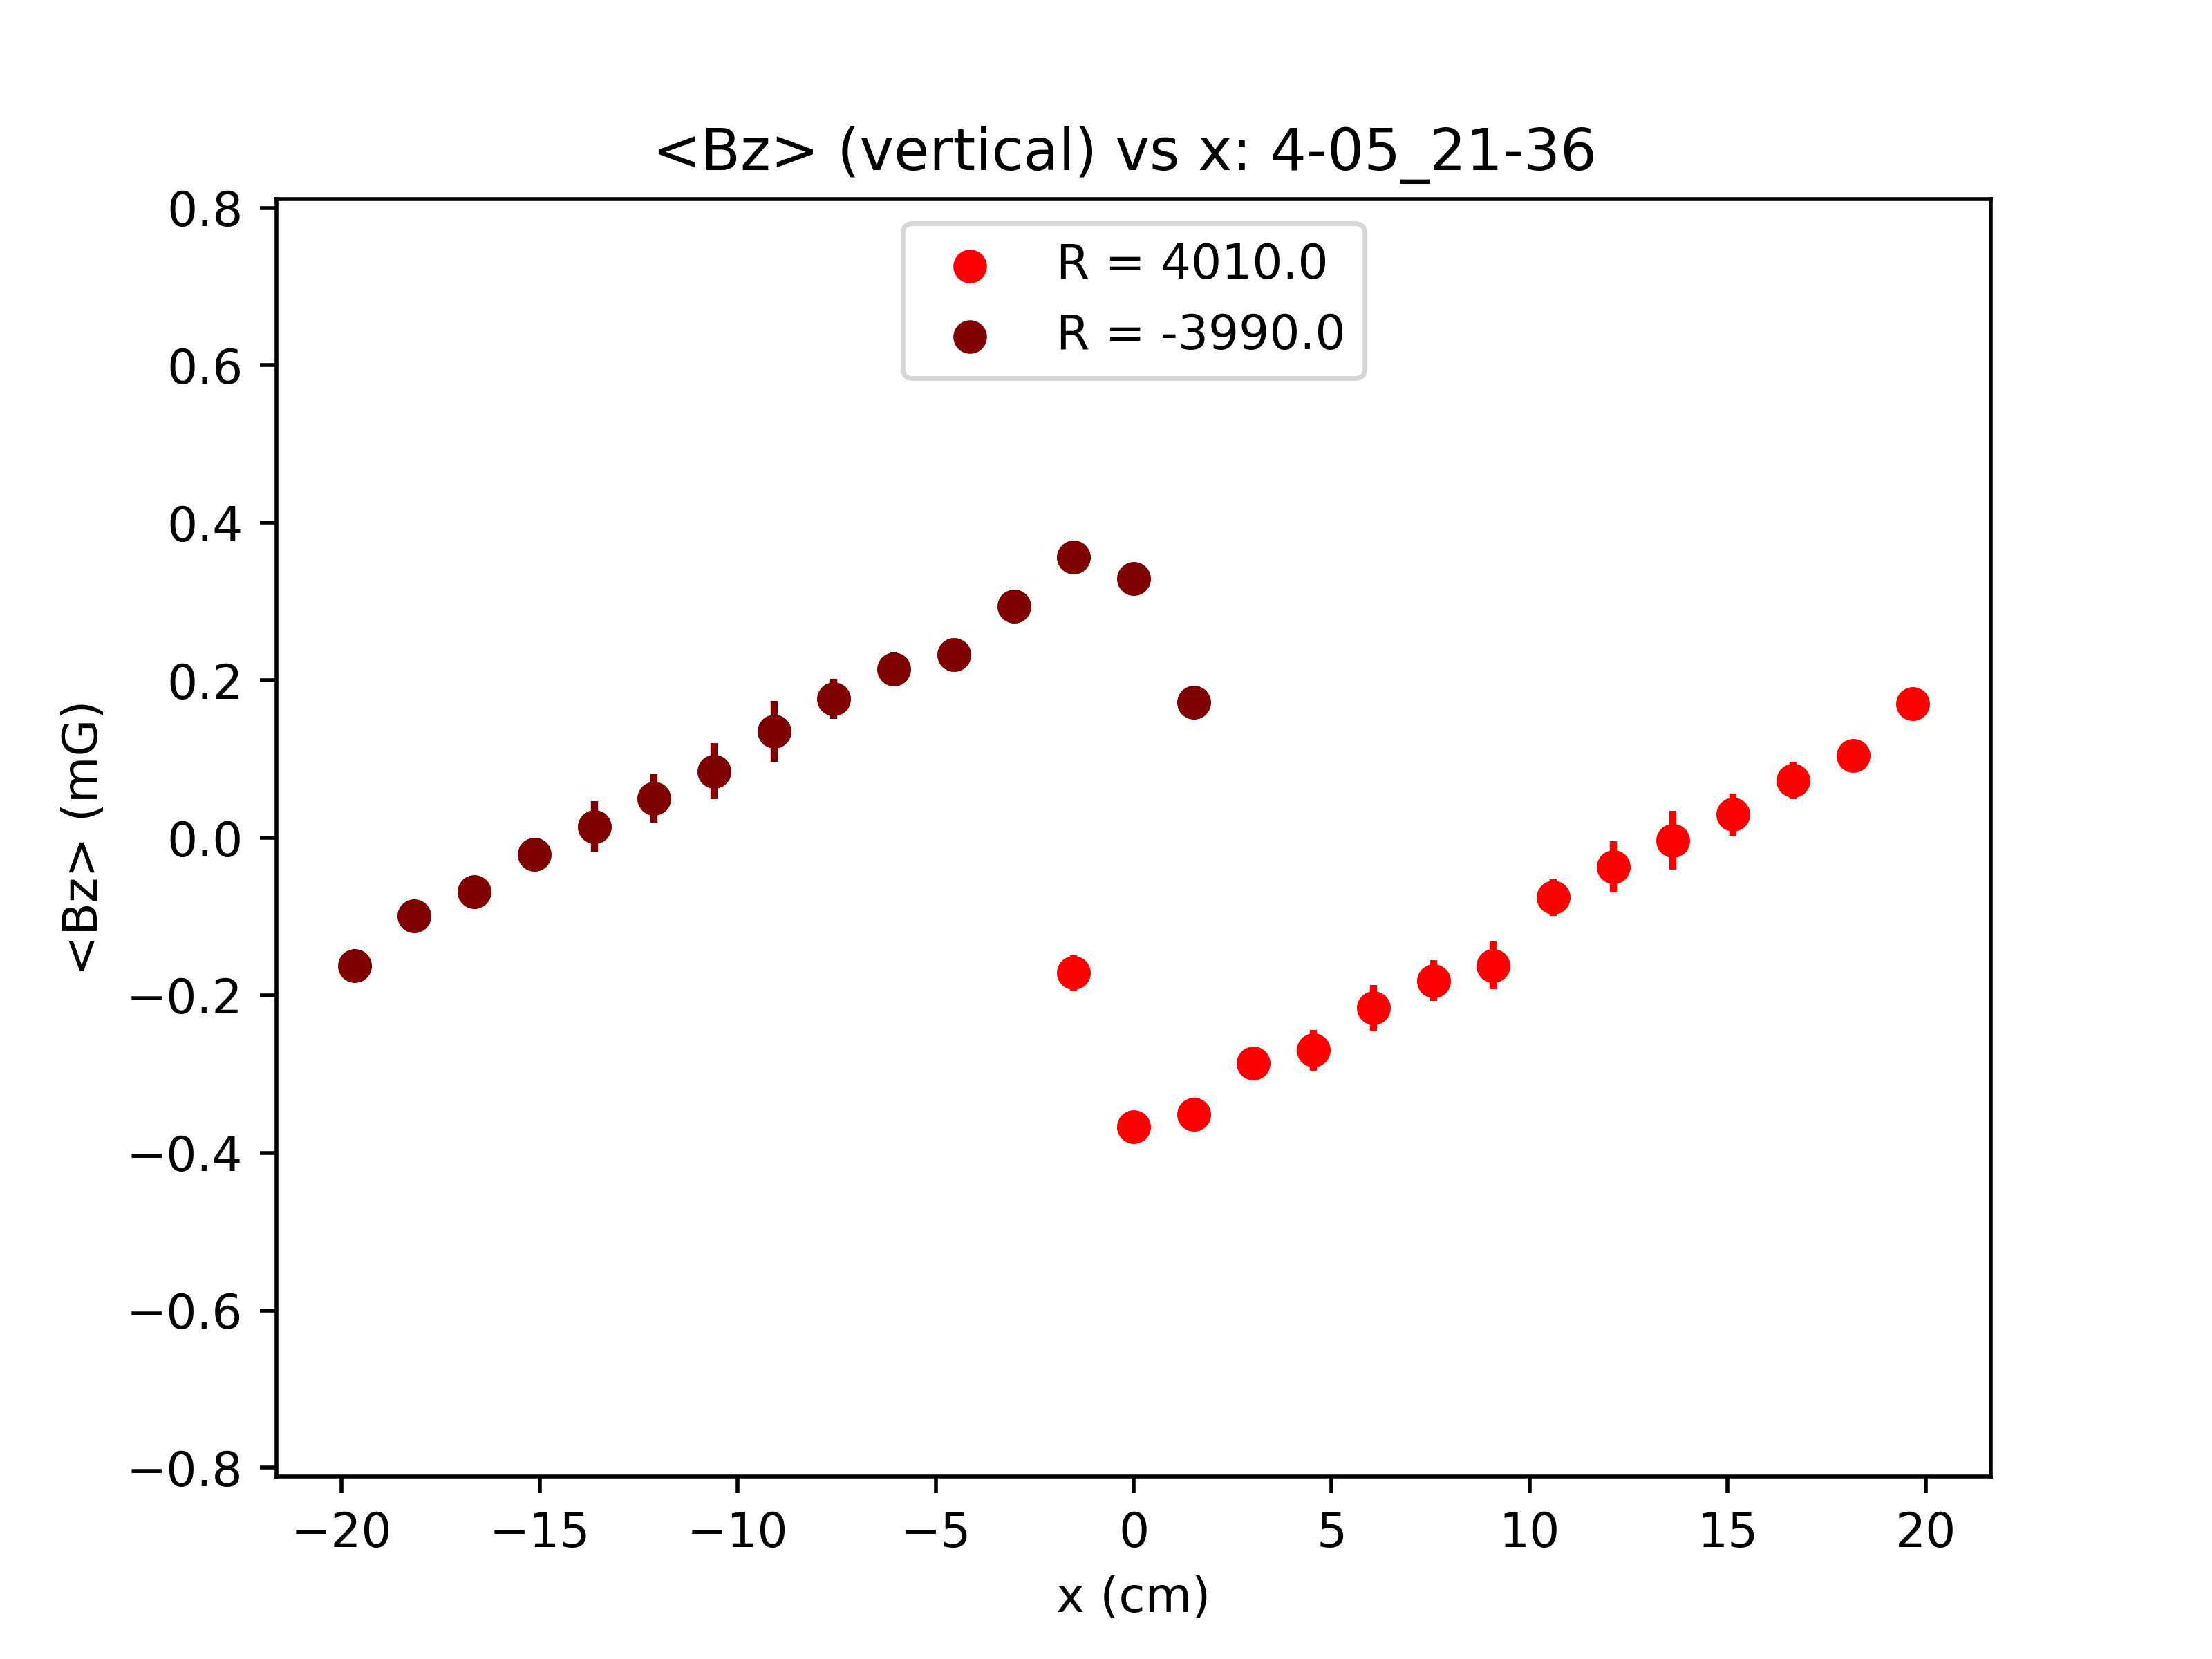 <Bz> (vertical) vs x: 4-05_21-36
R = 4010.0
R = -3990.0
<Bz> (mG)
0.8
0.6
0.4
0.2
0.0
−0.2
−0.4
−0.6
−0.8
−20 −15 −10 −5 0 5 10 15 20
x (cm)